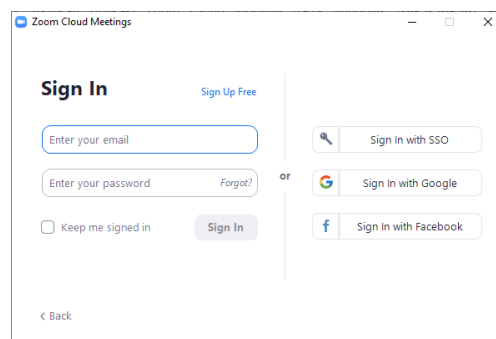 Zoom Cloud Meetings
Sign In
Sign Up Free
Enter your email
Enter your password
Forgot?
Keep me signed in
Sign In
or
Sign In with SSO
Sign In with Google
Sign In with Facebook
< Back